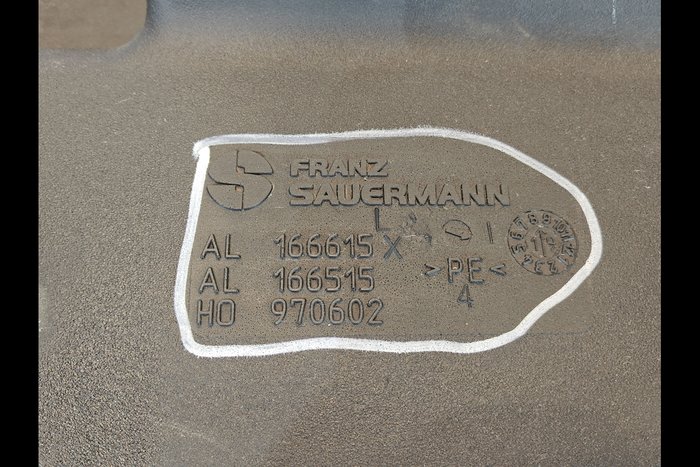 FRANZ
SAUERMANN
L
AL 166615 X
AL 166515
HO 970602
>PE<
4